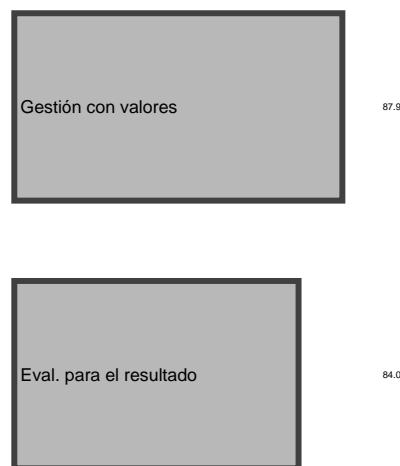 Gestión con valores
87.9
Eval. para el resultado
84.0